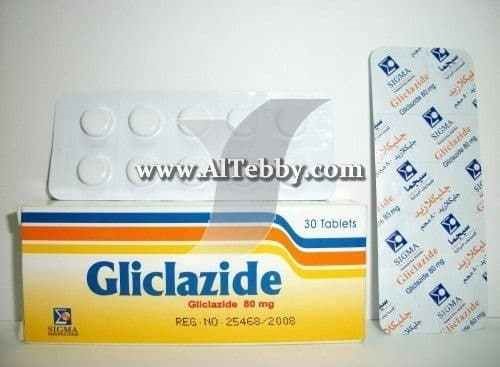 www.AlTebby.com
30 Tablets
Gliclazide
Gliclazide 80 mg
REG.NO 25468/2008
SIGMA
SIGMA
Gliclazide
Gliclazide 80 mg
سيجما
جليكلازيد